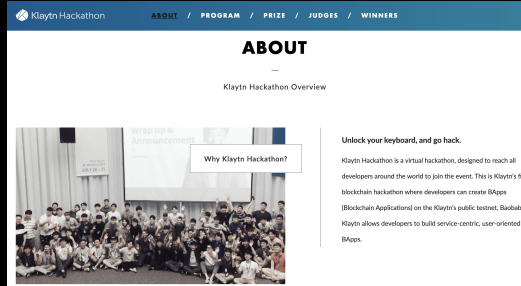 Klaytn Hackathon
ABOUT / PROGRAM / PRIZE / JUDGES / WINNERS
ABOUT
Klaytn Hackathon Overview
Wrap up &
Announcement
Why Klaytn Hackathon?
Unlock your keyboard, and go hack.
Klaytn Hackathon is a virtual hackathon, designed to reach all
developers around the world to join the event. This is Klaytn's
blockchain hackathon where developers can create BApps
(Blockchain Applications) on the Klaytn's public testnet, Baobab
Klaytn allows developers to build service-centric, user-oriented
BApps.